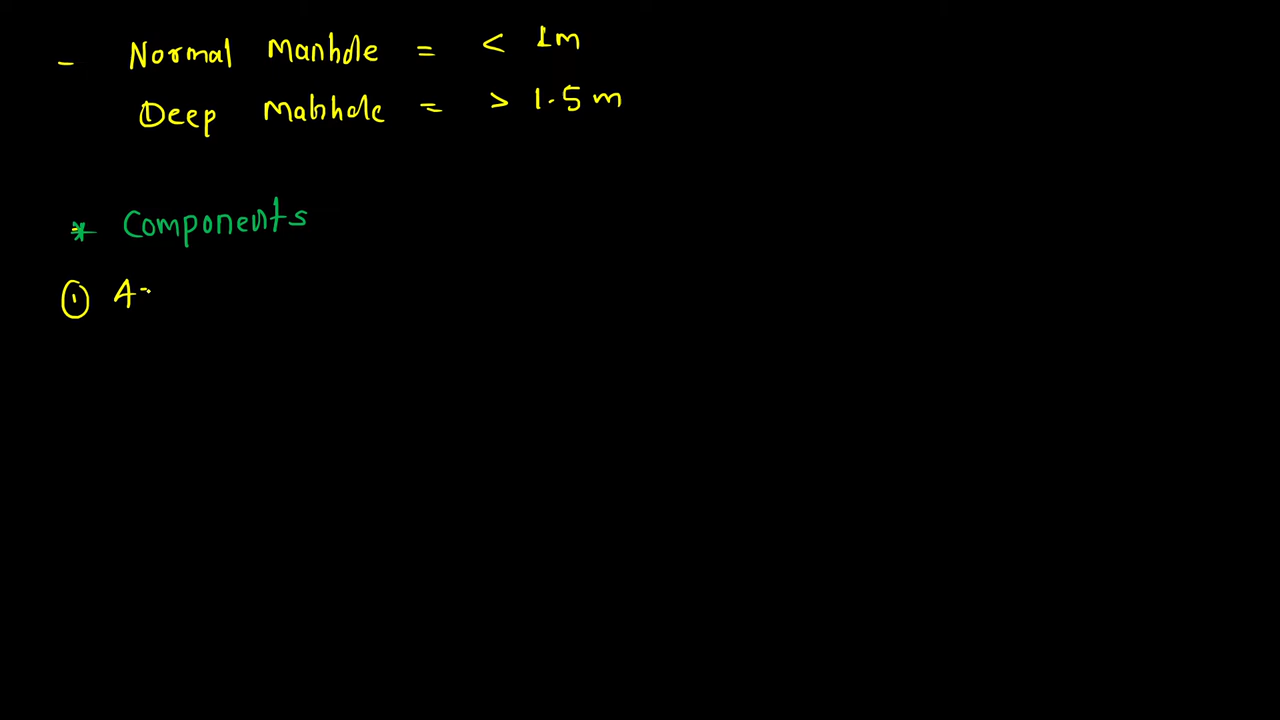 - Normal Manhole = < 1m
Deep Mabhole = > 1.5 m
* Components
① A-